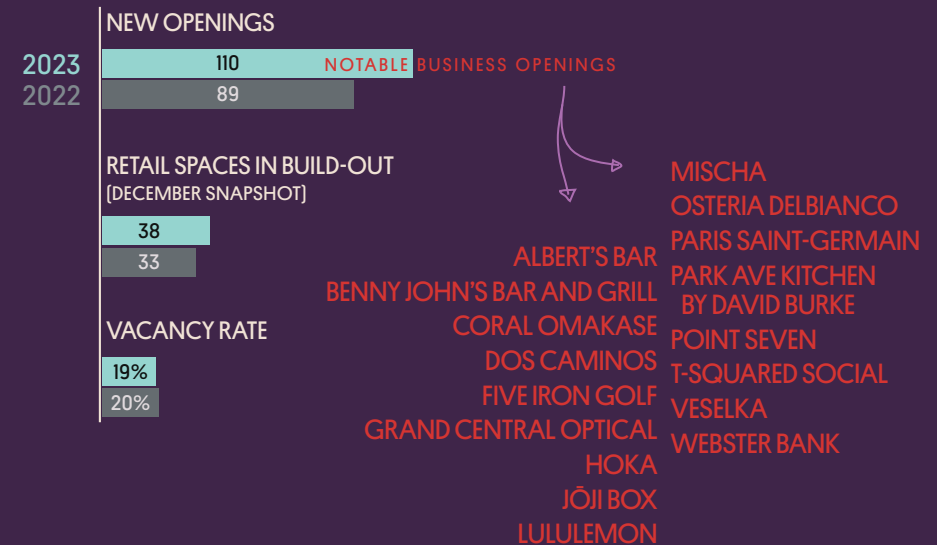 NEW OPENINGS
2023
110
2022
89
NOTABLE BUSINESS OPENINGS
RETAIL SPACES IN BUILD-OUT
(DECEMBER SNAPSHOT)
38
33
VACANCY RATE
19%
20%
ALBERT'S BAR
BENNY JOHN'S BAR AND GRILL
CORAL OMAKASE
DOS CAMINOS
FIVE IRON GOLF
GRAND CENTRAL OPTICAL
HOKA
JŌJI BOX
LULULEMON
MISCHA
OSTERIA DELBIANCO
PARIS SAINT-GERMAIN
PARK AVE KITCHEN
BY DAVID BURKE
POINT SEVEN
T-SQUARED SOCIAL
VESELKA
WEBSTER BANK